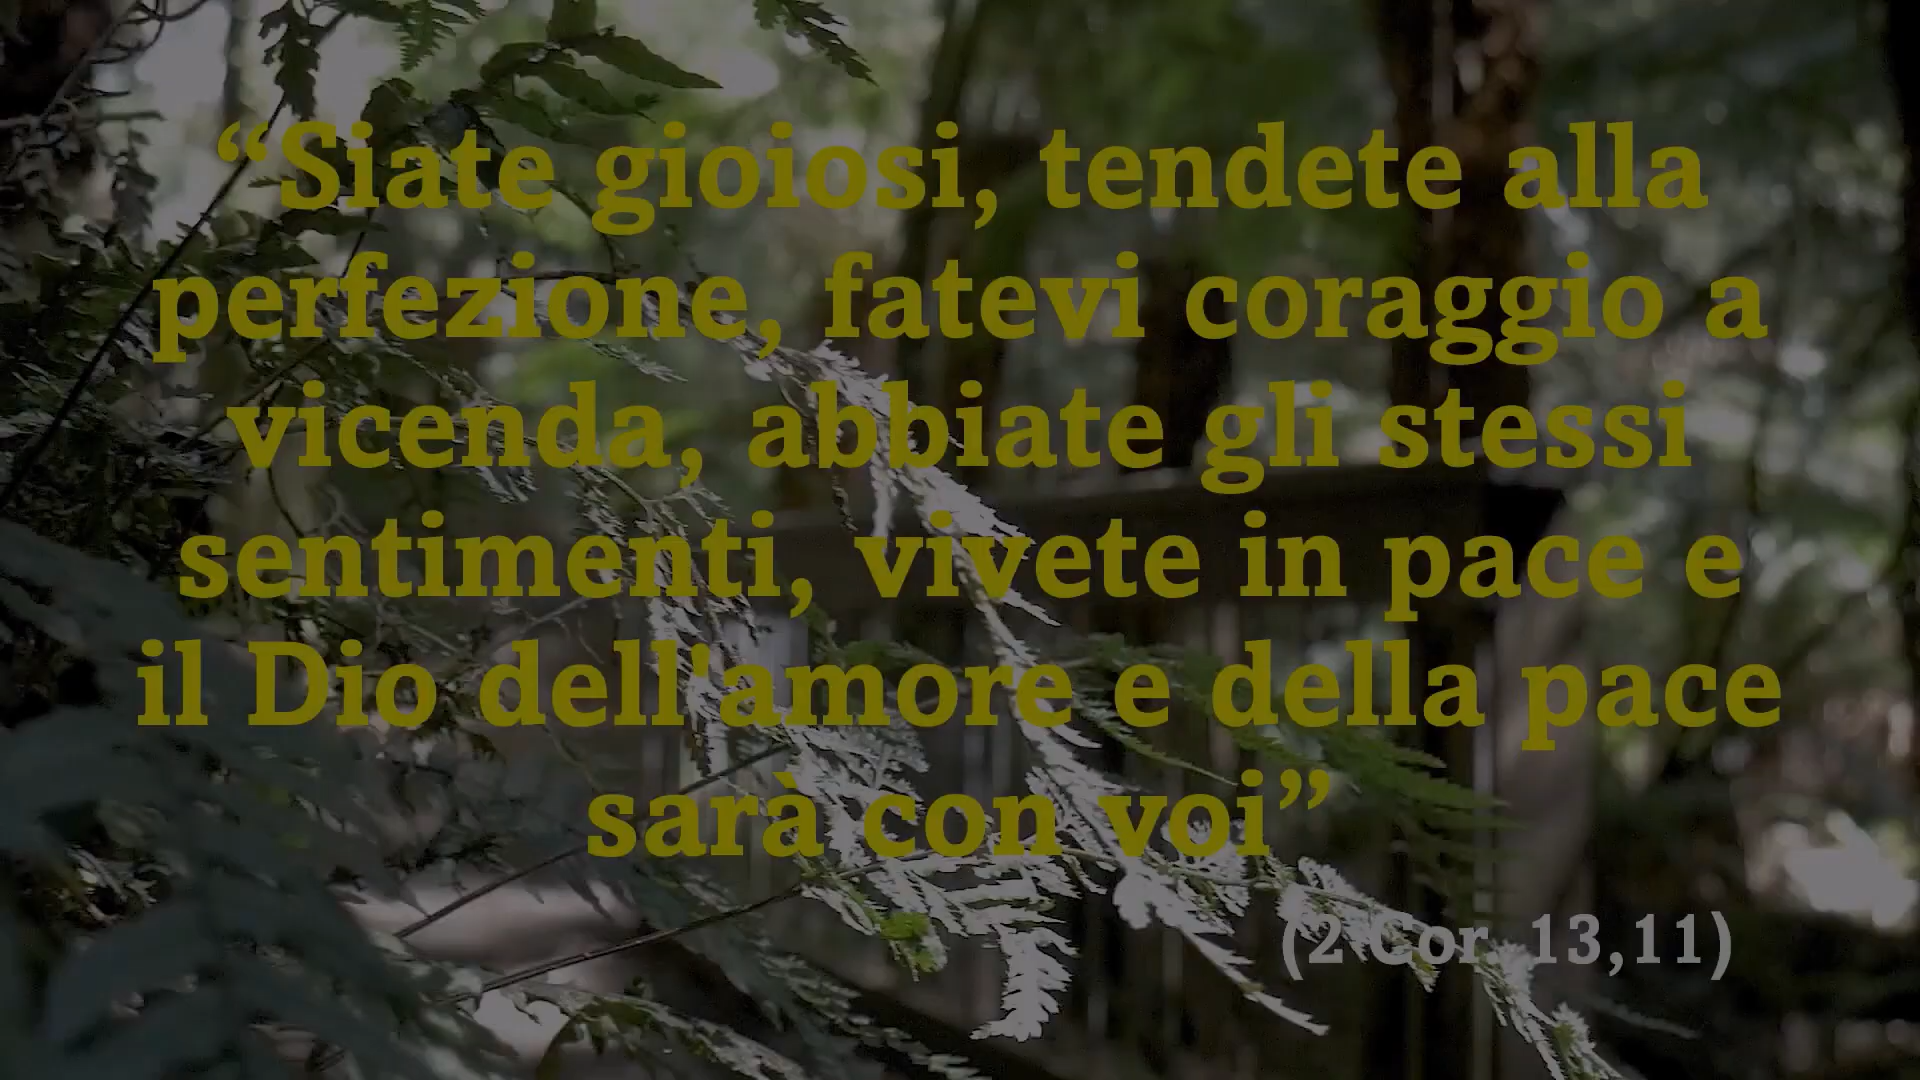 “Siate gioiosi, tendete alla
perfezione, fatevi coraggio a
vicenda, abbiate gli stessi
sentimenti, vivete in pace e
il Dio dell'amore e della pace
sarà con voi”
(2 Cor. 13,11)